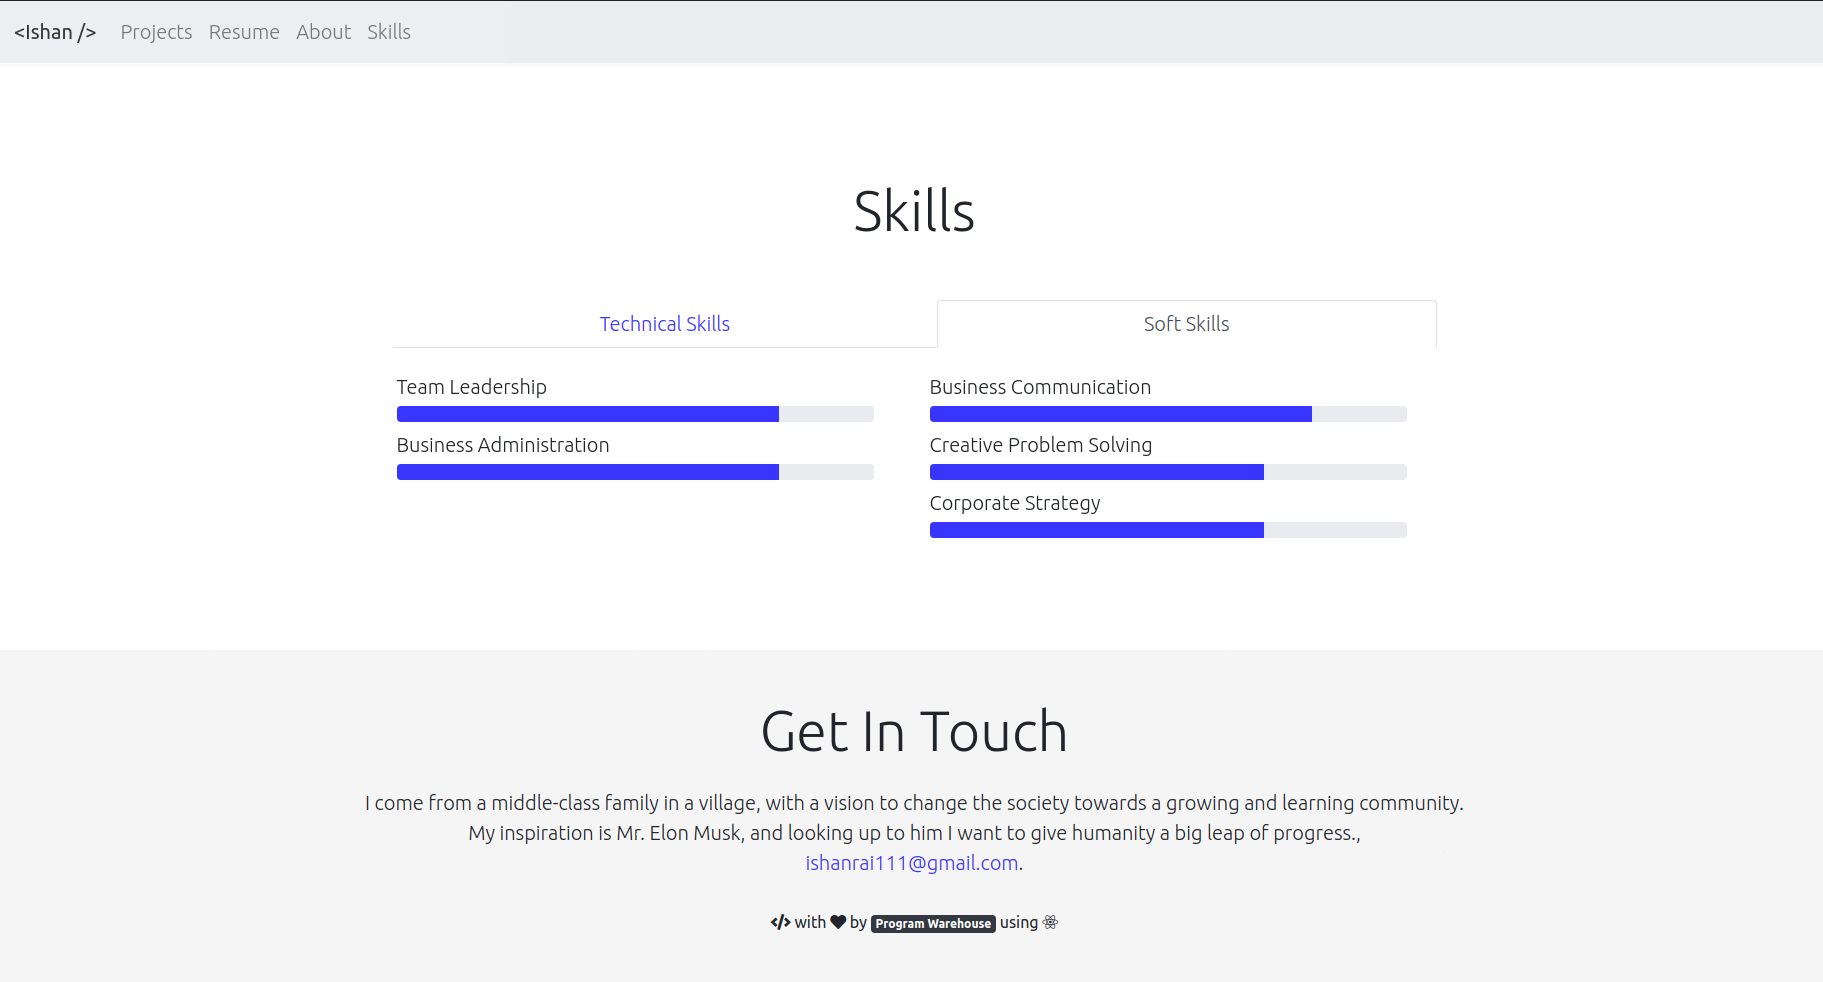 <Ishan /> Projects Resume About Skills
Skills
Technical Skills Soft Skills
Team Leadership
Business Administration
Business Communication
Creative Problem Solving
Corporate Strategy
Get In Touch
I come from a middle-class family in a village, with a vision to change the society towards a growing and learning community.
My inspiration is Mr. Elon Musk, and looking up to him I want to give humanity a big leap of progress.,
ishanrai111@gmail.com.
</> with ♥ by Program Warehouse using